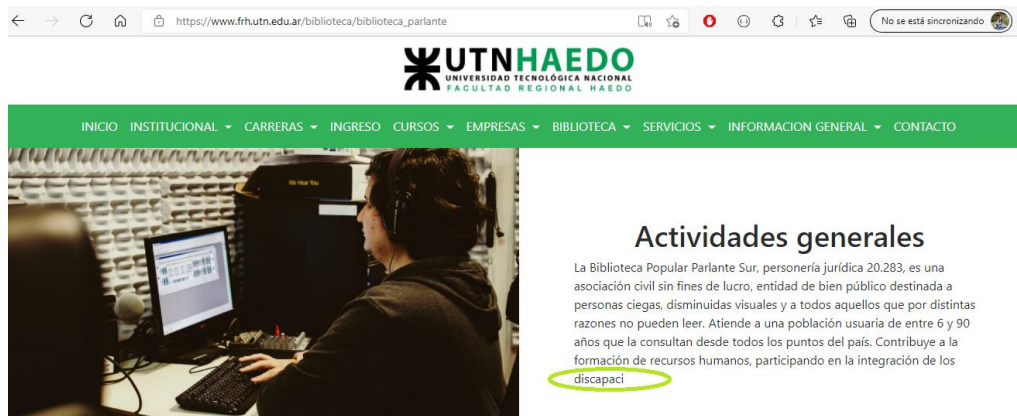 https://www.frh.utn.edu.ar/biblioteca/biblioteca_parlante
No se está sincronizando
UTNHAEDO
UNIVERSIDAD TECNOLÓGICA NACIONAL
FACULTAD REGIONAL HAEDO
INICIO INSTITUCIONAL CARRERAS INGRESO CURSOS EMPRESAS BIBLIOTECA SERVICIOS INFORMACION GENERAL CONTACTO
We Hear You
Actividades generales
La Biblioteca Popular Parlante Sur, personería jurídica 20.283, es una
asociación civil sin fines de lucro, entidad de bien público destinada a
personas ciegas, disminuidas visuales y a todos aquellos que por distintas
razones no pueden leer. Atiende a una población usuaria de entre 6 y 90
años que la consultan desde todos los puntos del país. Contribuye a la
formación de recursos humanos, participando en la integración de los
discapaci